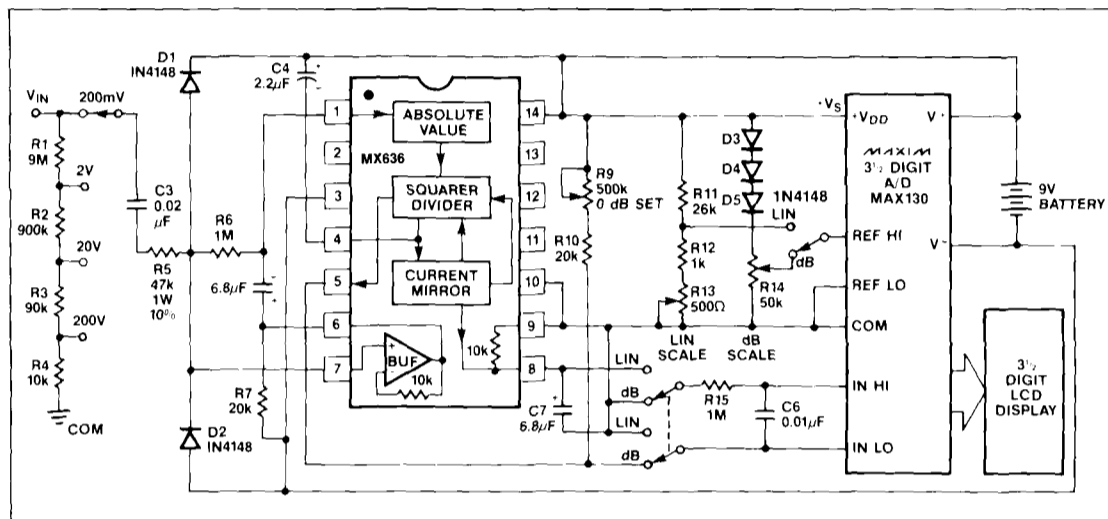 D1
IN4148
C4
2.2µF
VIN
200mV
R1
9M
2V
R2
900k
20V
R3
90k
200V
R4
10k
COM
C3
0.02
µF
R5
47k
1W
10%
R6
1M
6.8µF
R7
20k
D2
IN4148
1
2
3
4
5
6
7
14
13
12
11
10
9
8
ABSOLUTE
VALUE
MX636
SQUARER
DIVIDER
CURRENT
MIRROR
BUF
+
-
10k
10k
R9
500k
0 dB SET
R10
20k
R11
26k
R12
1k
R13
500Ω
LIN
SCALE
D3
D4
D5
1N4148
LIN
dB
R14
50k
dB
SCALE
LIN
dB
LIN
dB
C7
6.8µF
R15
1M
C6
0.01µF
+VS
+VDD
V+
MAXIM
3½ DIGIT
A/D
MAX130
REF HI
V−
REF LO
COM
IN HI
IN LO
9V
BATTERY
3½
DIGIT
LCD
DISPLAY